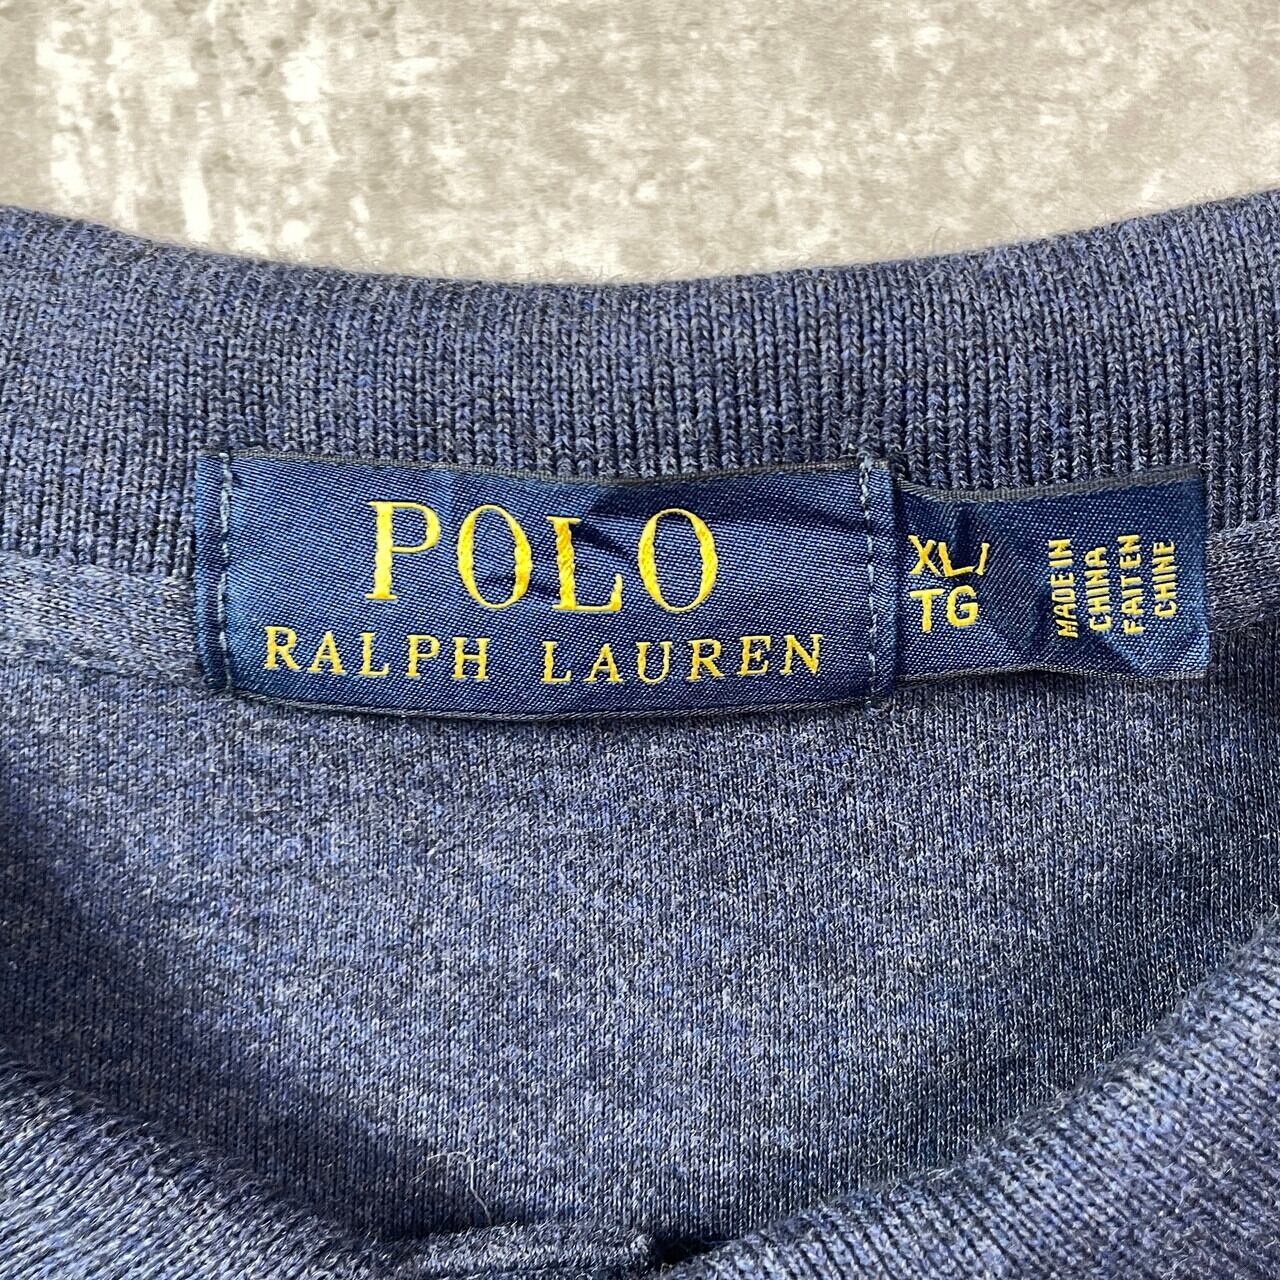 POLO
RALPH LAUREN
XL/
TG
MADE IN
CHINA
FAIT EN
CHINE